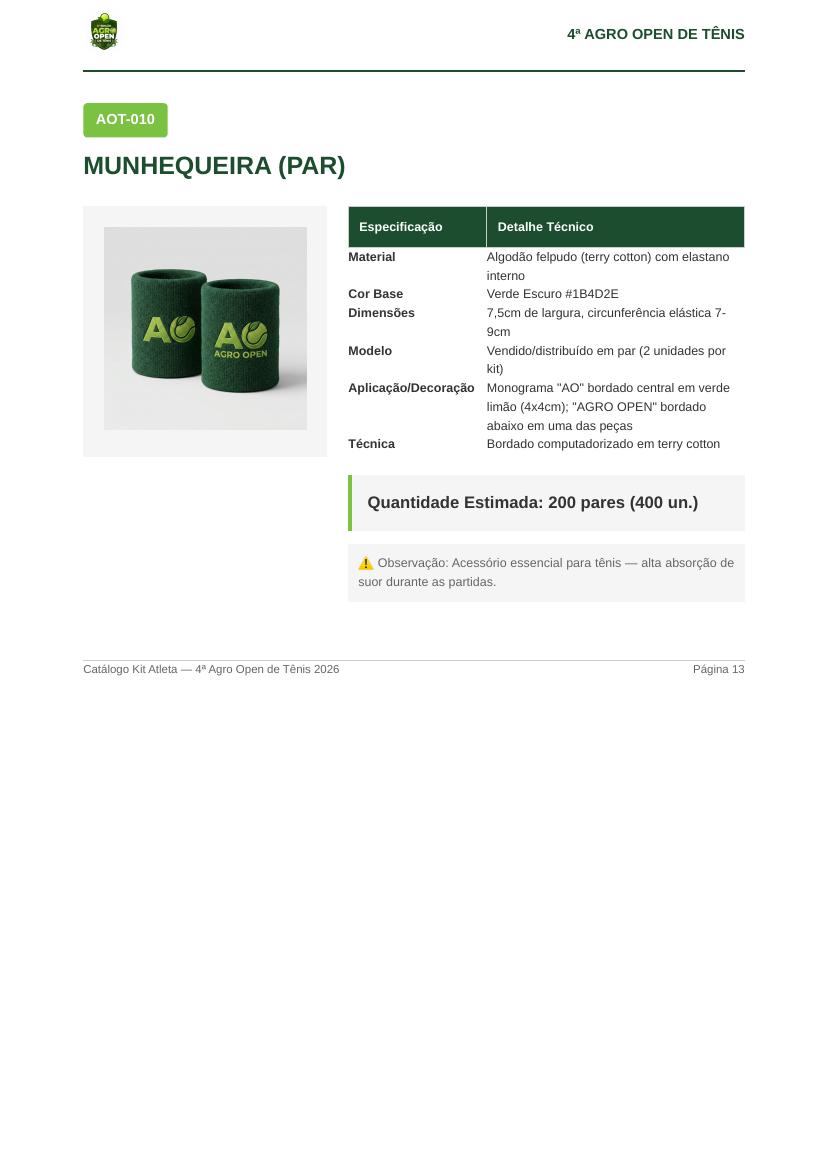 AGRO
OPEN
4ª AGRO OPEN DE TÊNIS
AOT-010
MUNHEQUEIRA (PAR)
AO
AO
AGRO OPEN
Especificação Detalhe Técnico
Material Algodão felpudo (terry cotton) com elastano
interno
Cor Base Verde Escuro #1B4D2E
Dimensões 7,5cm de largura, circunferência elástica 7-
9cm
Modelo Vendido/distribuído em par (2 unidades por
kit)
Aplicação/Decoração Monograma "AO" bordado central em verde
limão (4x4cm); "AGRO OPEN" bordado
abaixo em uma das peças
Técnica Bordado computadorizado em terry cotton
Quantidade Estimada: 200 pares (400 un.)
⚠️ Observação: Acessório essencial para tênis — alta absorção de
suor durante as partidas.
Catálogo Kit Atleta — 4ª Agro Open de Tênis 2026 Página 13